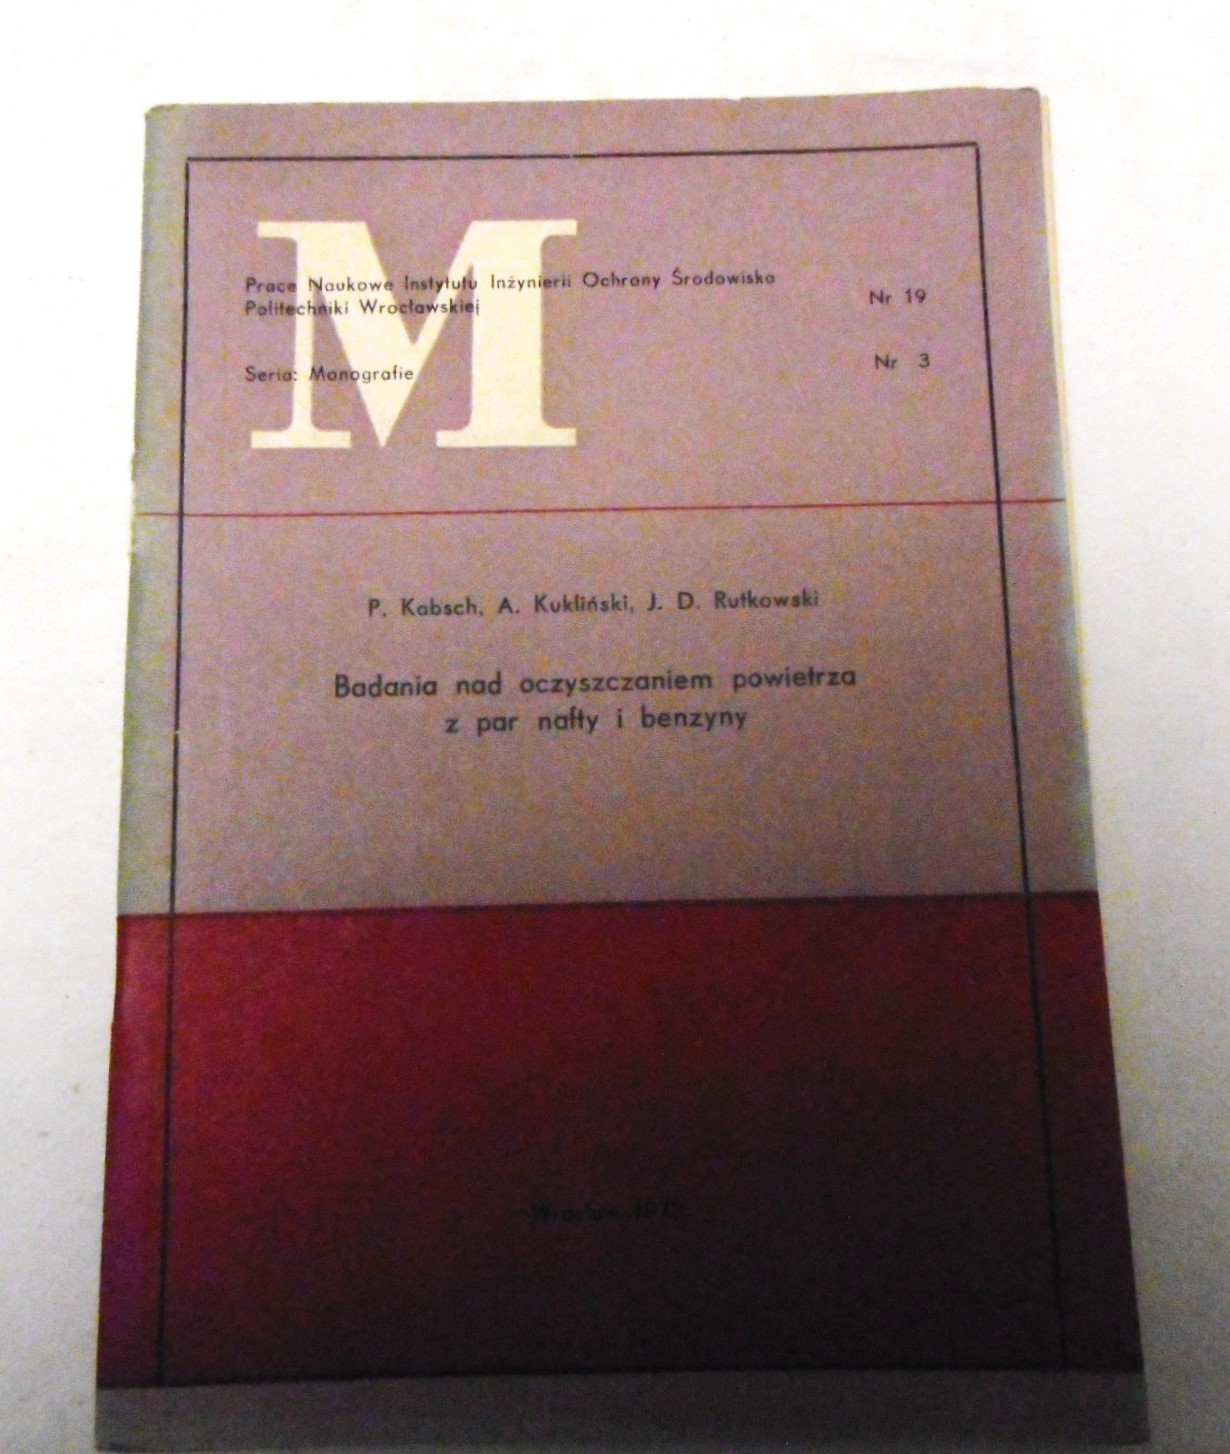 M
Prace Naukowe Instytutu Inżynierii Ochrony Środowiska
Politechniki Wrocławskiej
Nr 19
Seria: Monografie
Nr 3
P. Kabsch, A. Kukliński, J. D. Rutkowski
Badania nad oczyszczaniem powietrza
z par nafty i benzyny
Wrocław